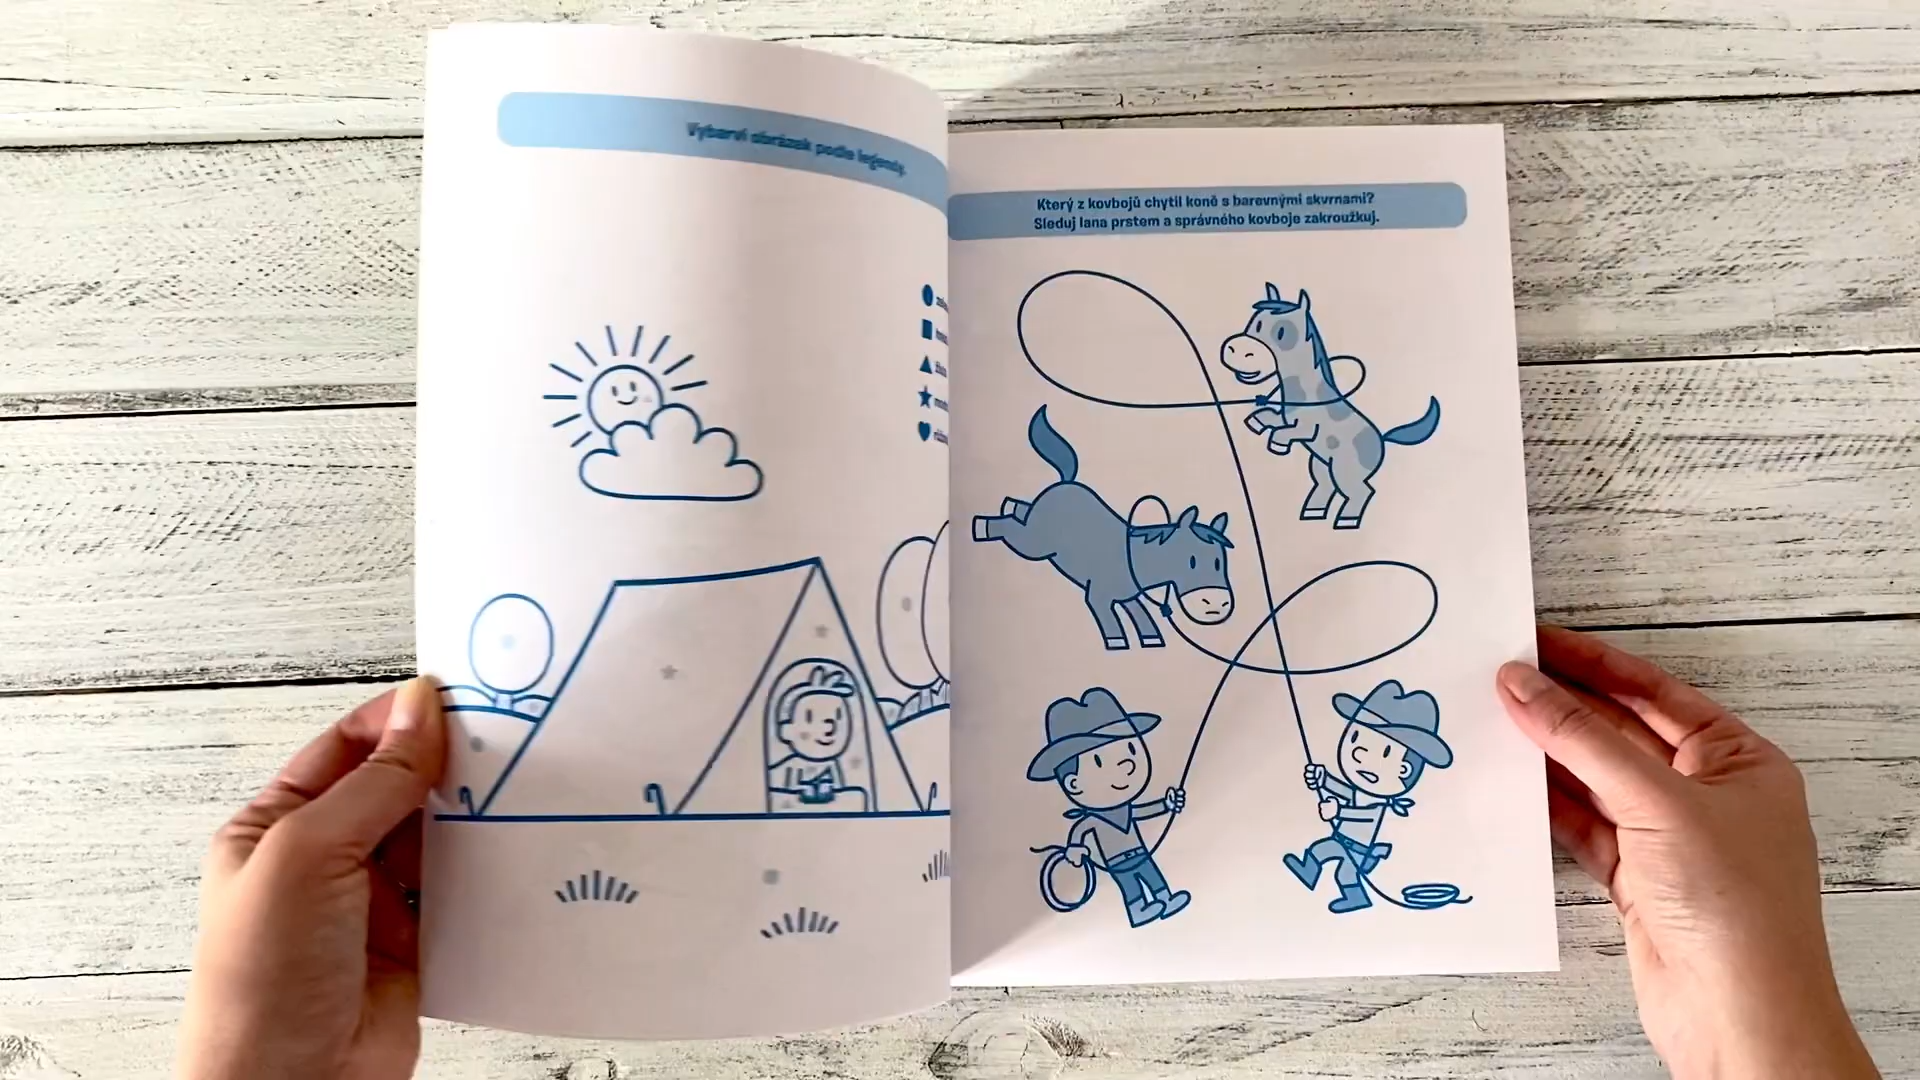 Vybarvi obrázek podle legendy.
Který z kovbojů chytil koně s barevnými skvrnami?
Sleduj lana prstem a správného kovboje zakroužkuj.